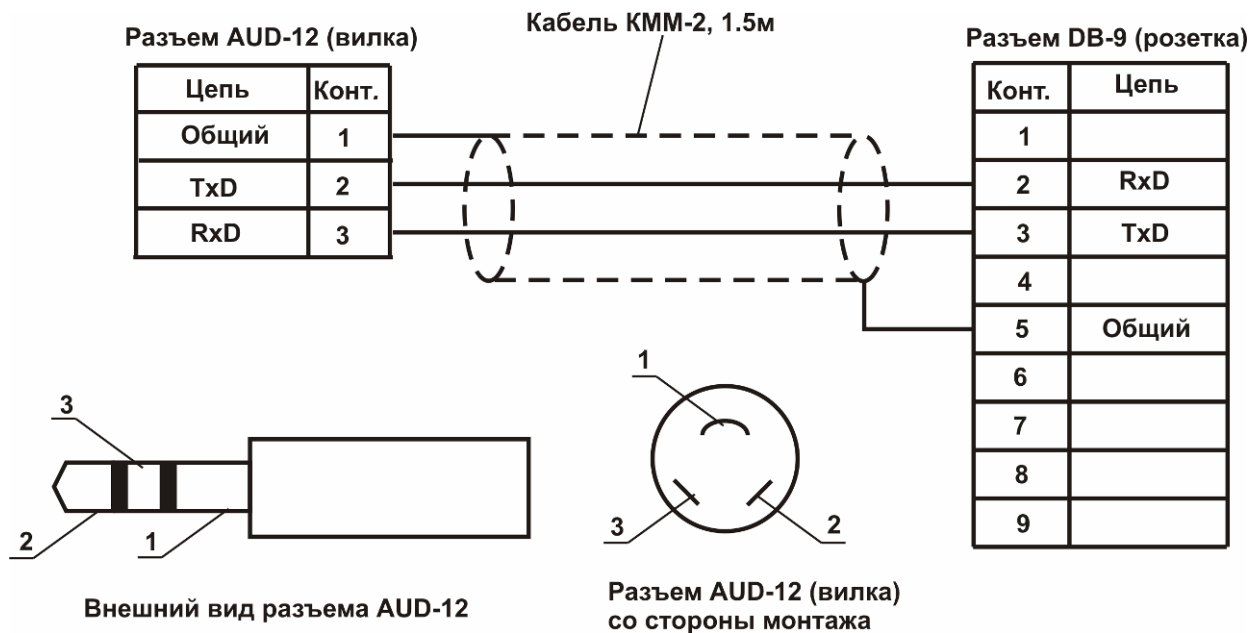 Кабель КММ-2, 1.5м
Разъем AUD-12 (вилка)
Разъем DB-9 (розетка)
Цепь Конт.
Общий 1
TxD 2
RxD 3
Конт. Цепь
1
2 RxD
3 TxD
4
5 Общий
6
7
8
9
3
2
1
Внешний вид разъема AUD-12
1
3
2
Разъем AUD-12 (вилка)
со стороны монтажа